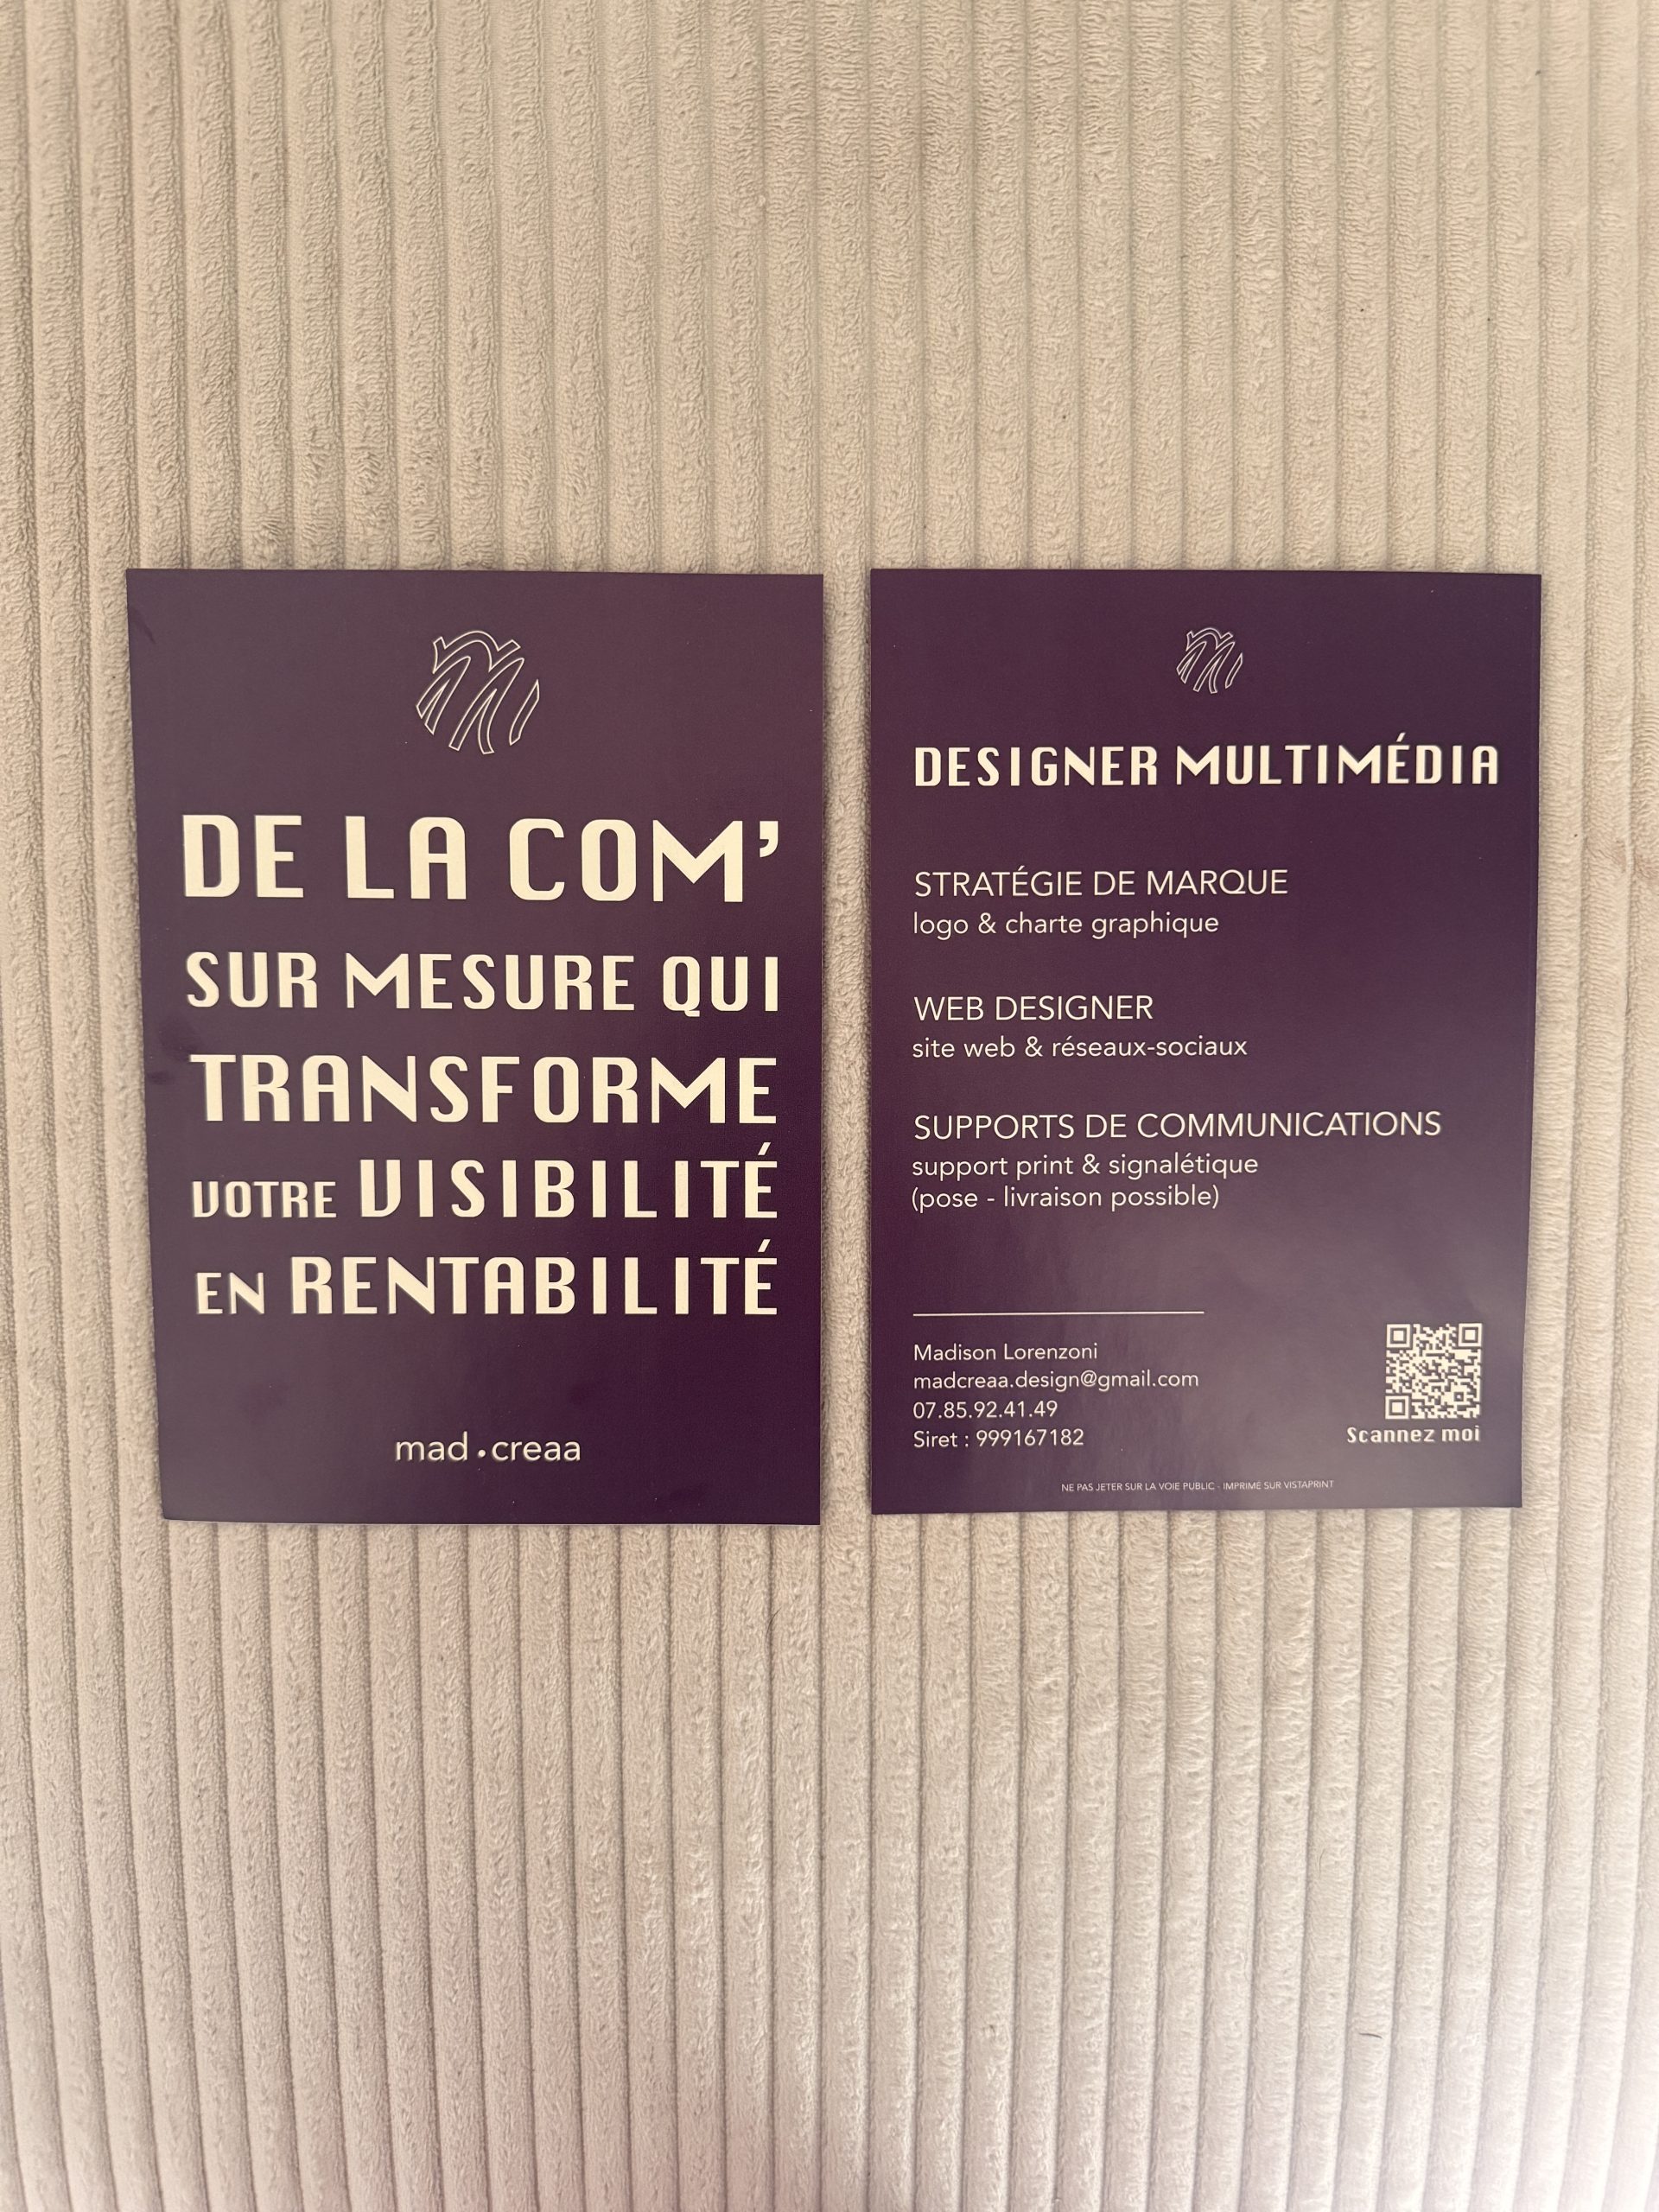 DE LA COM’
SUR MESURE QUI
TRANSFORME
VOTRE VISIBILITÉ
EN RENTABILITÉ
mad.creaa
DESIGNER MULTIMÉDIA
STRATÉGIE DE MARQUE
logo & charte graphique
WEB DESIGNER
site web & réseaux-sociaux
SUPPORTS DE COMMUNICATIONS
support print & signalétique
(pose - livraison possible)
Madison Lorenzoni
madcreaa.design@gmail.com
07.85.92.41.49
Siret : 999167182
Scannez moi
NE PAS JETER SUR LA VOIE PUBLIC - IMPRIME SUR VISTAPRINT